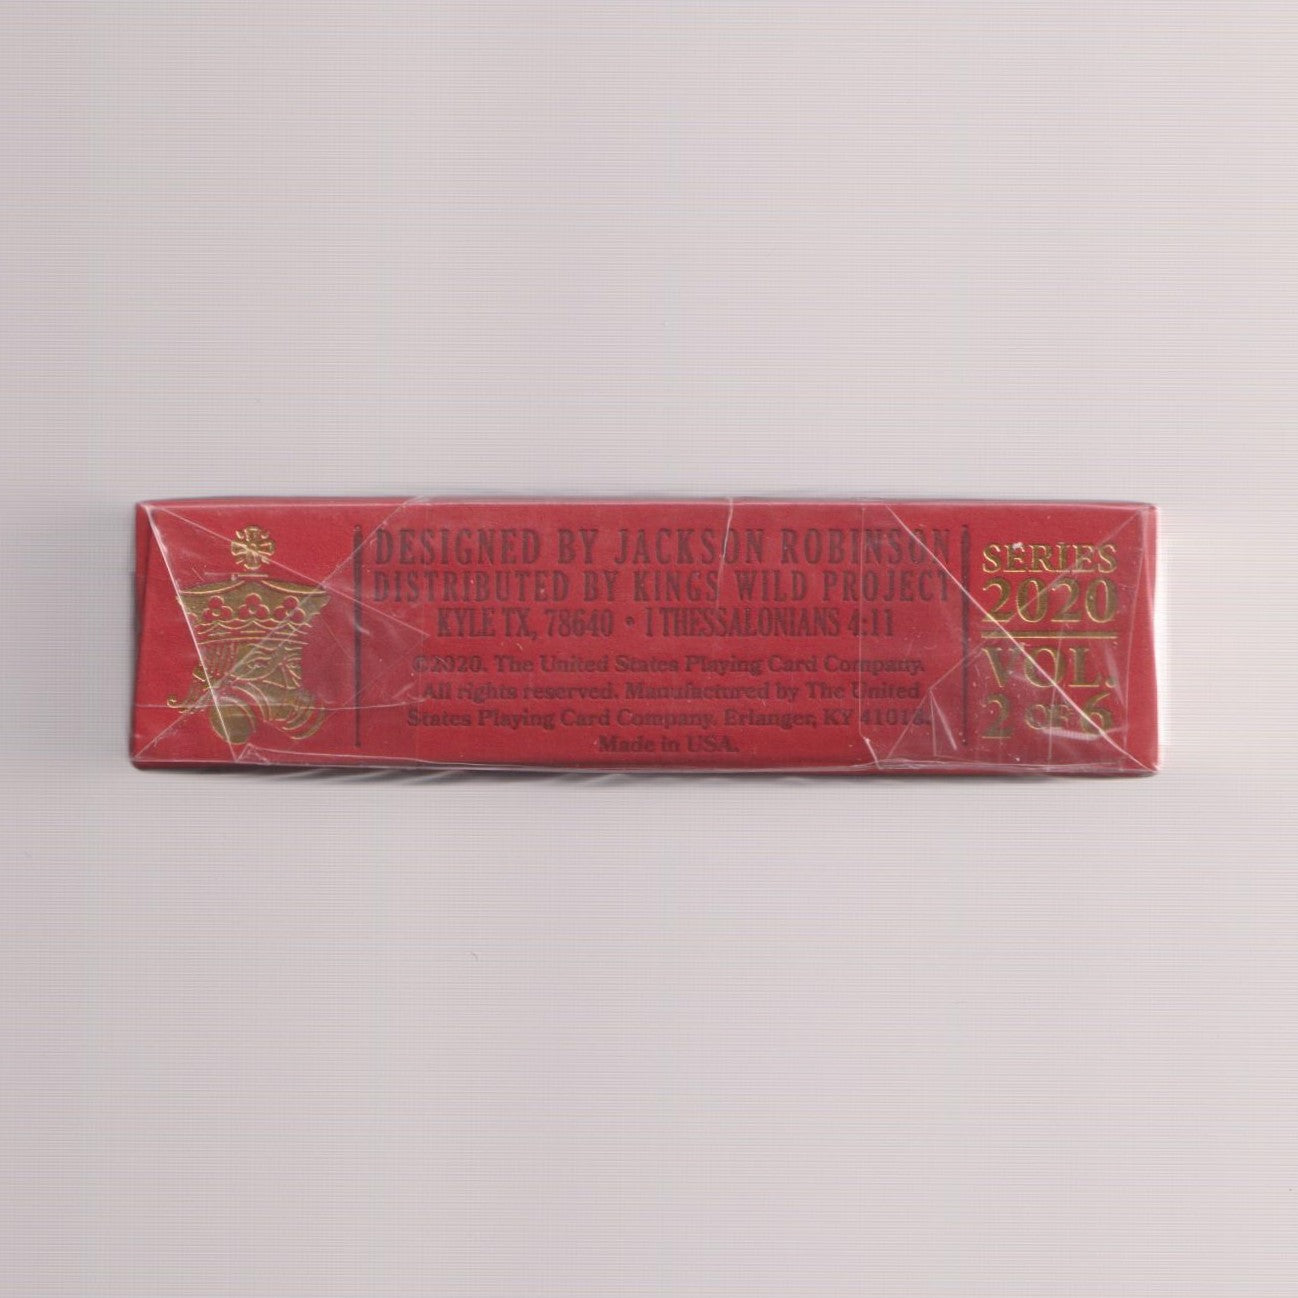 DESIGNED BY JACKSON ROBINSON
DISTRIBUTED BY KINGS WILD PROJECT
KYLE TX, 78640 • 1 THESSALONIANS 4:11
©2020. The United States Playing Card Company.
All rights reserved. Manufactured by The United
States Playing Card Company. Erlanger, KY 41018.
Made in USA.
SERIES
2020
VOL.
2 OF 6